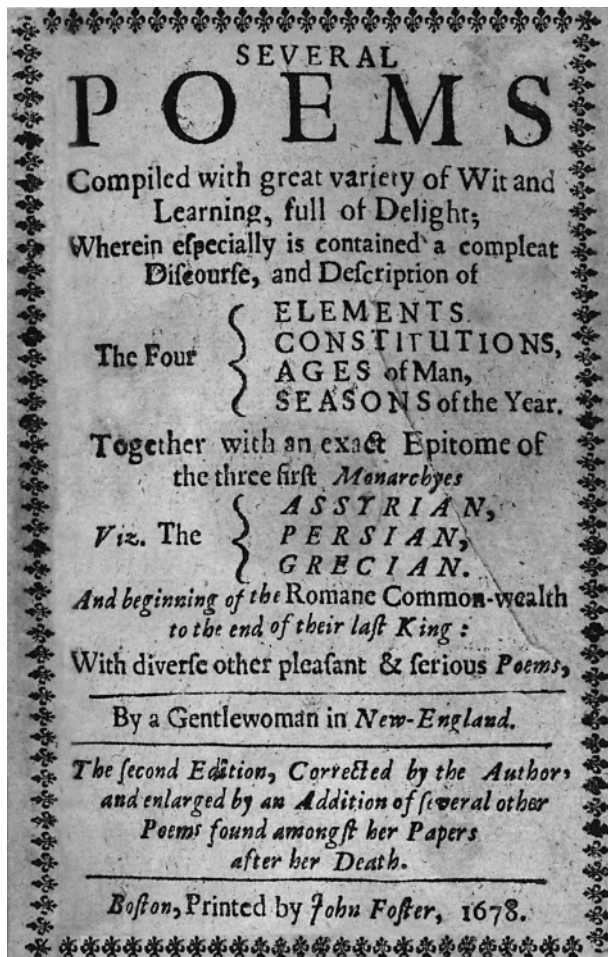 SEVERAL
POEMS
Compiled with great variety of Wit and
Learning, full of Delight;
Wherein eſpecially is contained a compleat
Diſcourſe, and Deſcription of
The Four { ELEMENTS.
CONSTITUTIONS,
AGES of Man,
SEASONS of the Year.
Together with an exact Epitome of
the three firſt Monarchyes
Viz. The { ASSYRIAN,
PERSIAN,
GRECIAN.
And beginning of the Romane Common-wealth
to the end of their laſt King:
With diverſe other pleaſant & ſerious Poems,
By a Gentlewoman in New-England.
The ſecond Edition, Corrected by the Author,
and enlarged by an Addition of ſeveral other
Poems found amongſt her Papers
after her Death.
Boſton, Printed by John Foſter, 1678.